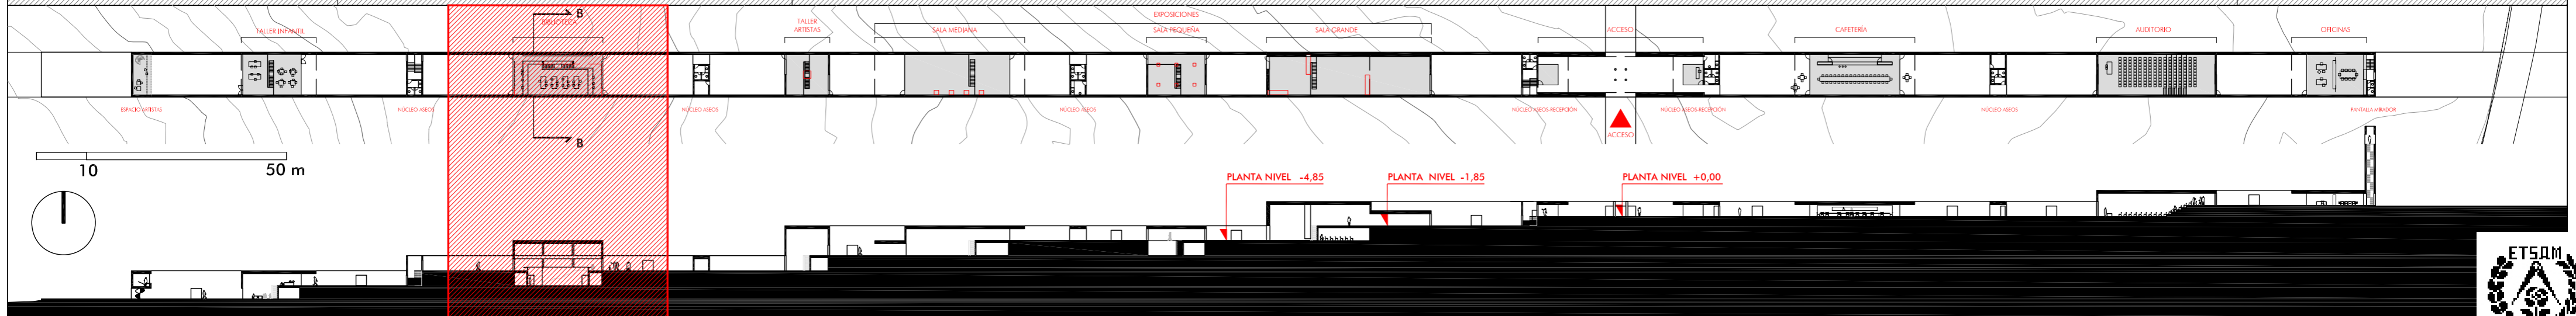 B
BIBLIOTECA
TALLER
ARTISTAS
EXPOSICIONES
TALLER INFANTIL
SALA MEDIANA
SALA PEQUEÑA
SALA GRANDE
ACCESO
CAFETERÍA
AUDITORIO
OFICINAS
ESPACIO ARTISTAS
NÚCLEO ASEOS
NÚCLEO ASEOS
NÚCLEO ASEOS
NÚCLEO ASEOS-RECEPCIÓN
NÚCLEO ASEOS-RECEPCIÓN
NÚCLEO ASEOS
PANTALLA MIRADOR
ACCESO
B
10
50 m
PLANTA NIVEL -4,85
PLANTA NIVEL -1,85
PLANTA NIVEL +0,00
ETSAM